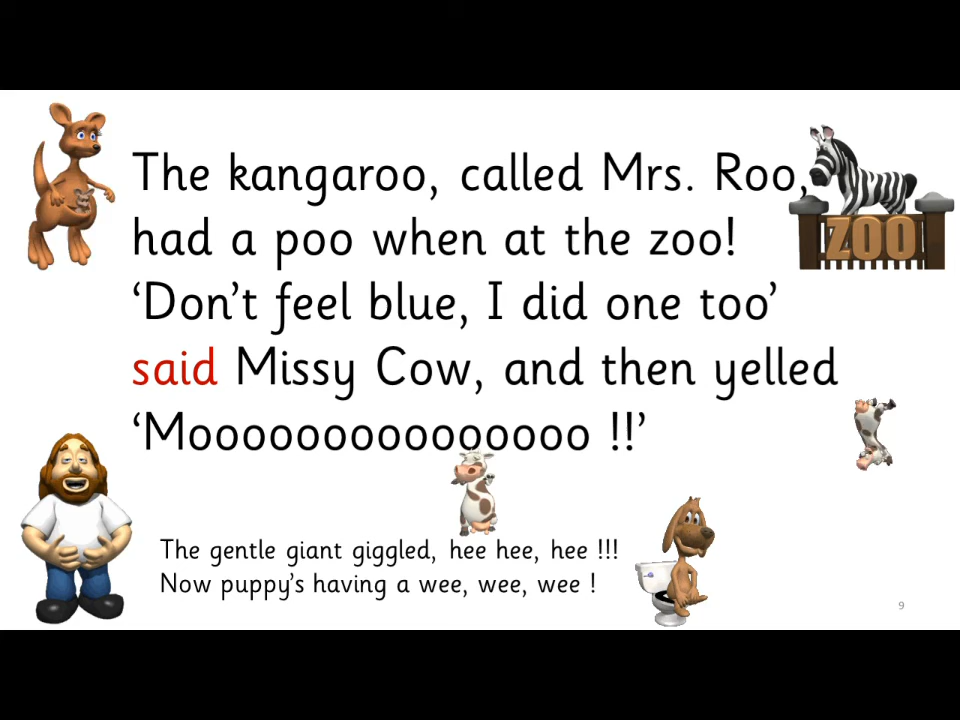 The kangaroo, called Mrs. Roo,
had a poo when at the zoo!
ZOO
‘Don’t feel blue, I did one too’
said Missy Cow, and then yelled
‘Mooooooooooooooo !!’
The gentle giant giggled, hee hee, hee !!!
Now puppy’s having a wee, wee, wee !
9